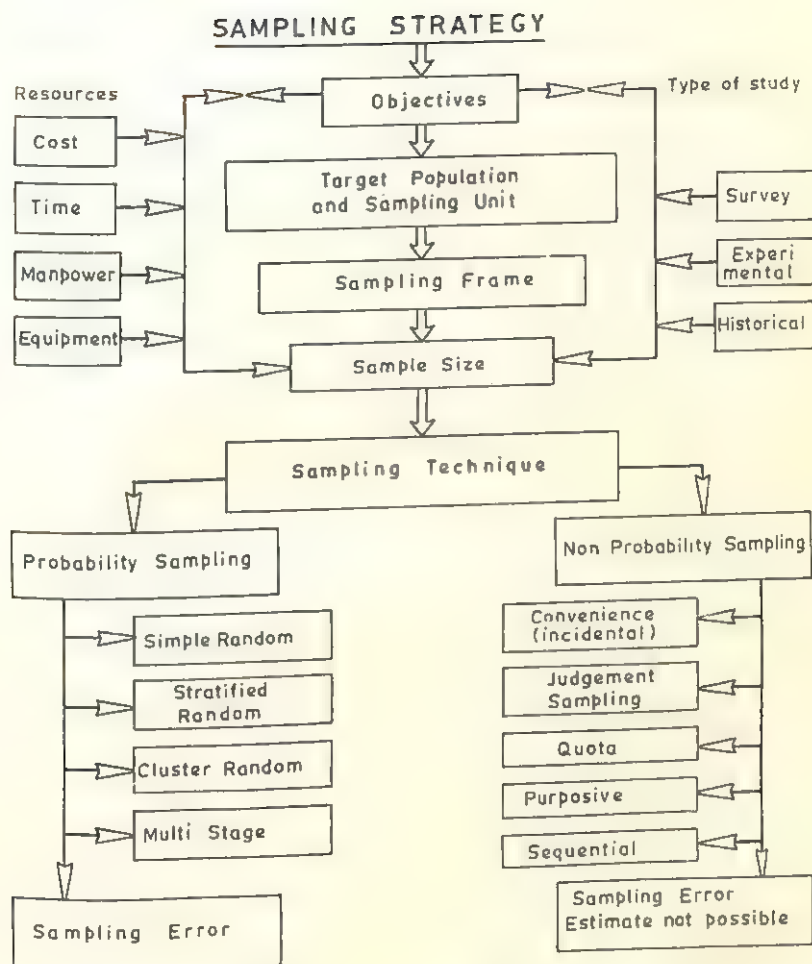 SAMPLING STRATEGY
Resources
Objectives
Type of study
Cost
Target Population
and Sampling Unit
Time
Survey
Manpower
Sampling Frame
Experi
mental
Equipment
Sample Size
Historical
Sampling Technique
Probability Sampling
Non Probability Sampling
Simple Random
Stratified
Random
Cluster Random
Multi Stage
Sampling Error
Convenience
(incidental)
Judgement
Sampling
Quota
Purposive
Sequential
Sampling Error
Estimate not possible